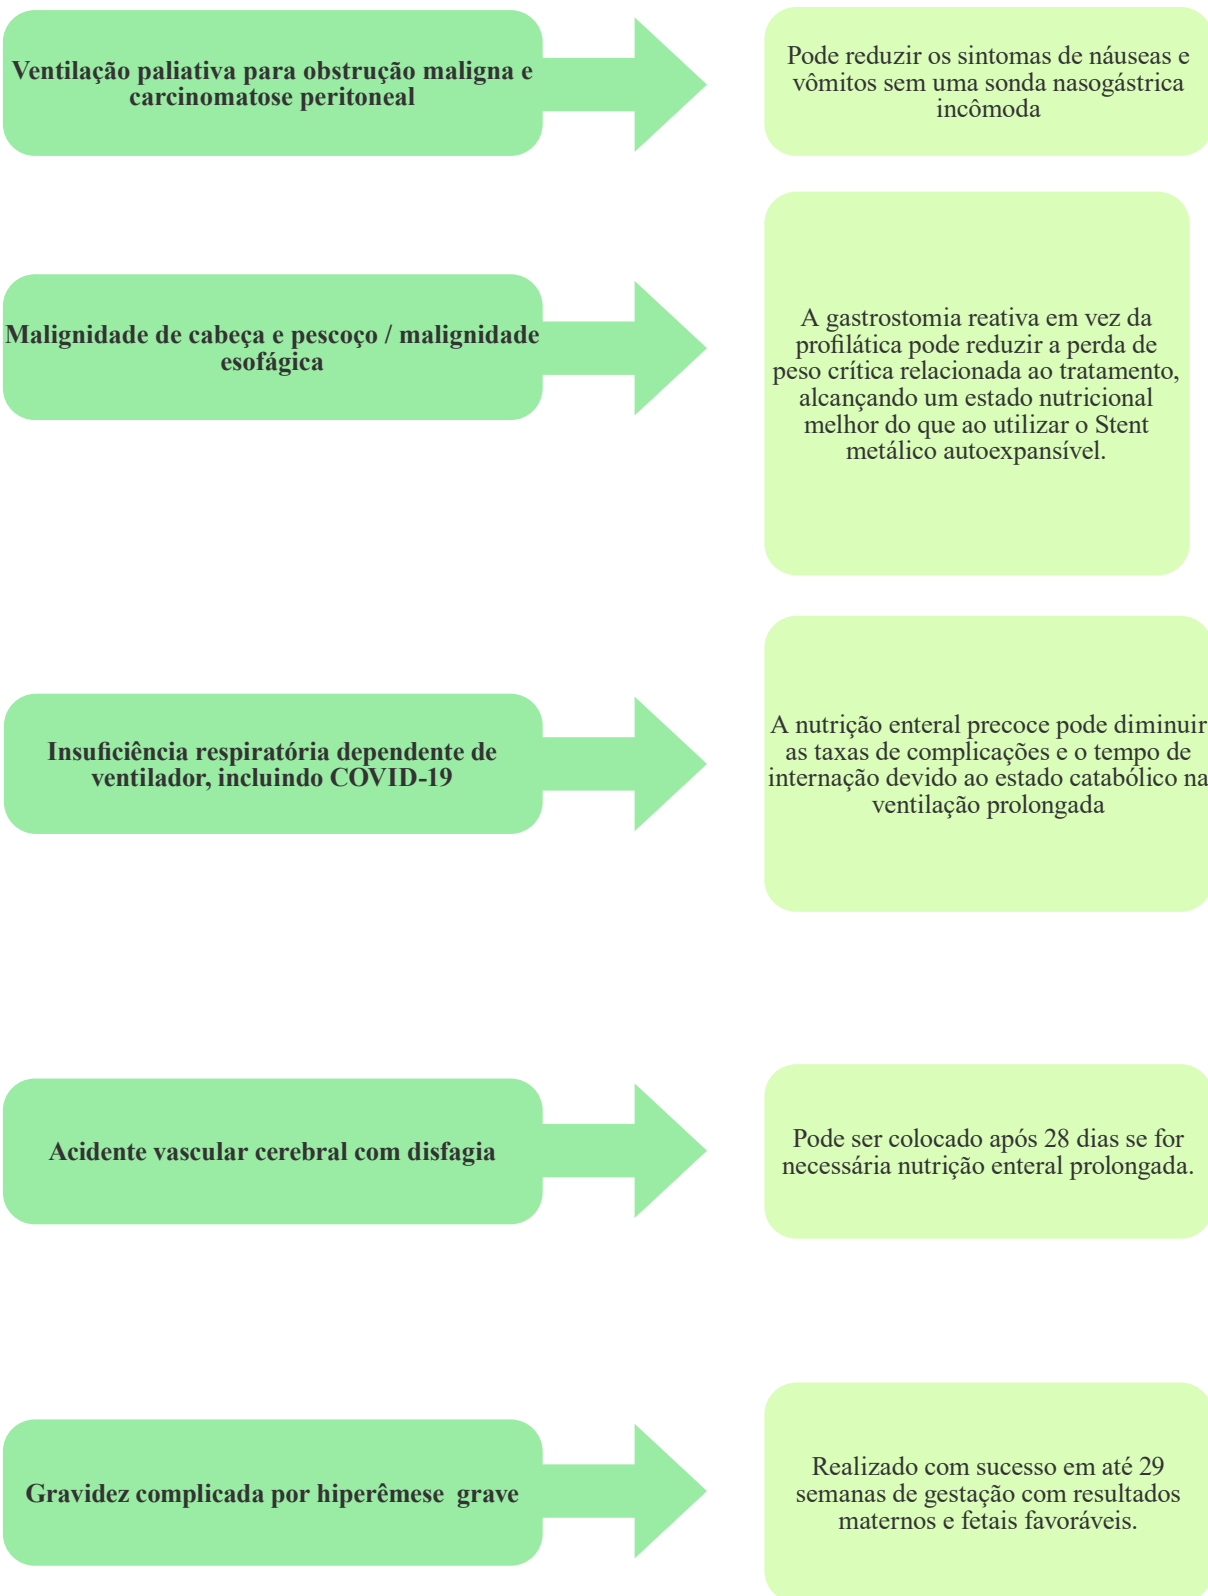 Ventilação paliativa para obstrução maligna e
carcinomatose peritoneal
Pode reduzir os sintomas de náuseas e
vômitos sem uma sonda nasogástrica
incômoda
Malignidade de cabeça e pescoço / malignidade
esofágica
A gastrostomia reativa em vez da
profilática pode reduzir a perda de
peso crítica relacionada ao tratamento,
alcançando um estado nutricional
melhor do que ao utilizar o Stent
metálico autoexpansível.
Insuficiência respiratória dependente de
ventilador, incluindo COVID-19
A nutrição enteral precoce pode diminuir
as taxas de complicações e o tempo de
internação devido ao estado catabólico na
ventilação prolongada
Acidente vascular cerebral com disfagia
Pode ser colocado após 28 dias se for
necessária nutrição enteral prolongada.
Gravidez complicada por hiperêmese  grave
Realizado com sucesso em até 29
semanas de gestação com resultados
maternos e fetais favoráveis.